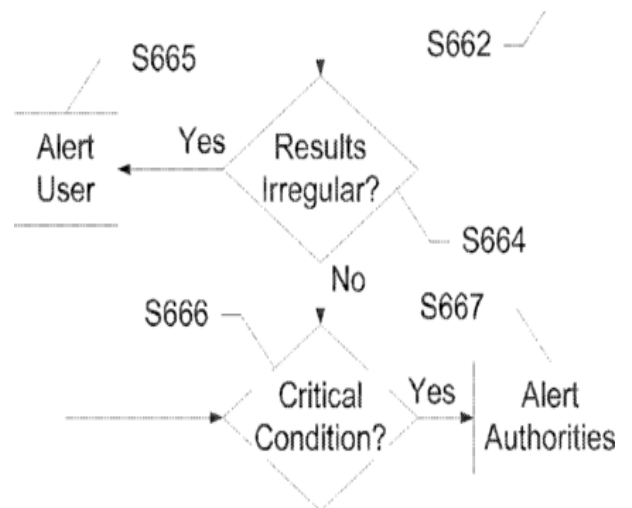 S662
S665
Yes
Alert
User
Results
Irregular?
S664
No
S666
S667
Critical
Condition?
Yes
Alert
Authorities